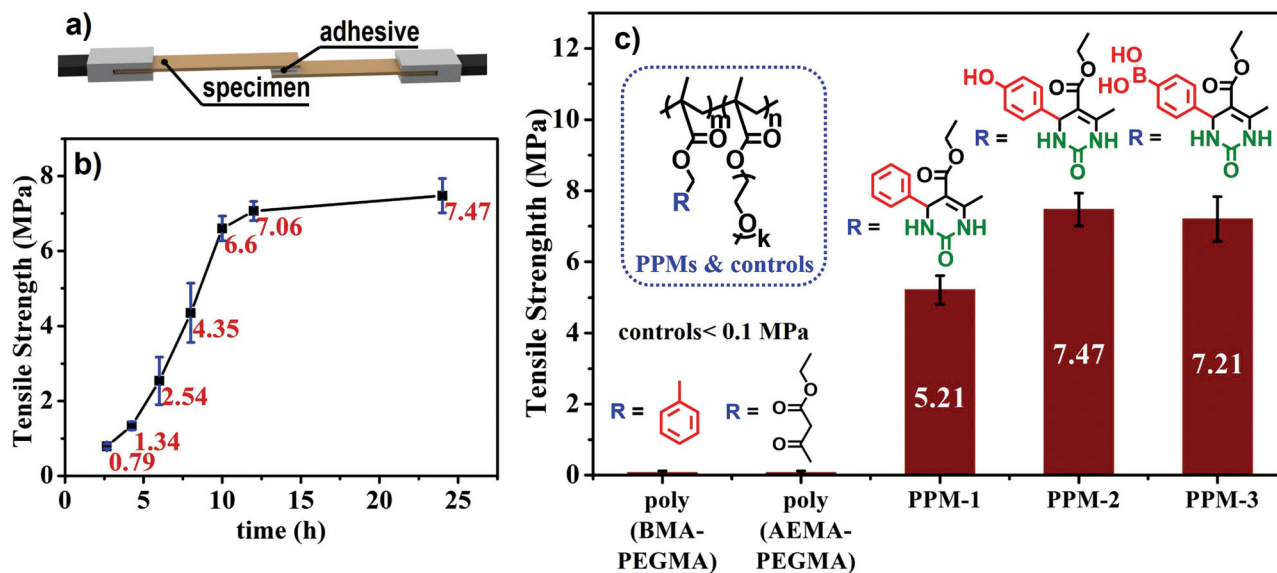 a)
adhesive
specimen
b)
Tensile Strength (MPa)
8
6
4
2
0
0.79
1.34
2.54
4.35
6.6
7.06
7.47
0
5
10
15
20
25
time (h)
c)
Tensile Strenghth (MPa)
12
10
8
6
4
2
0
m
n
O
O
O
O
R
O
k
PPMs & controls
controls< 0.1 MPa
R =
R =
O
O
O
R =
O
O
HN
NH
O
R =
HO
O
O
HN
NH
O
R =
HO
B
HO
O
O
HN
NH
O
5.21
7.47
7.21
poly
(BMA-
PEGMA)
poly
(AEMA-
PEGMA)
PPM-1
PPM-2
PPM-3